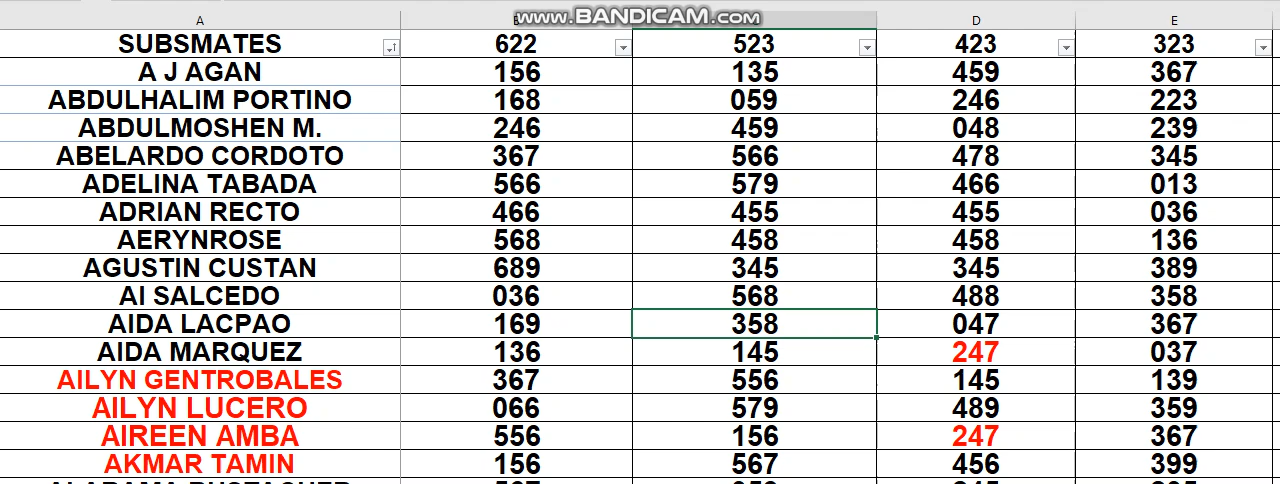 www.BANDICAM.com
A B D E
SUBSMATES 622 523 423 323
A J AGAN 156 135 459 367
ABDULHALIM PORTINO 168 059 246 223
ABDULMOSHEN M. 246 459 048 239
ABELARDO CORDOTO 367 566 478 345
ADELINA TABADA 566 579 466 013
ADRIAN RECTO 466 455 455 036
AERYNROSE 568 458 458 136
AGUSTIN CUSTAN 689 345 345 389
AI SALCEDO 036 568 488 358
AIDA LACPAO 169 358 047 367
AIDA MARQUEZ 136 145 247 037
AILYN GENTROBALES 367 556 145 139
AILYN LUCERO 066 579 489 359
AIREEN AMBA 556 156 247 367
AKMAR TAMIN 156 567 456 399